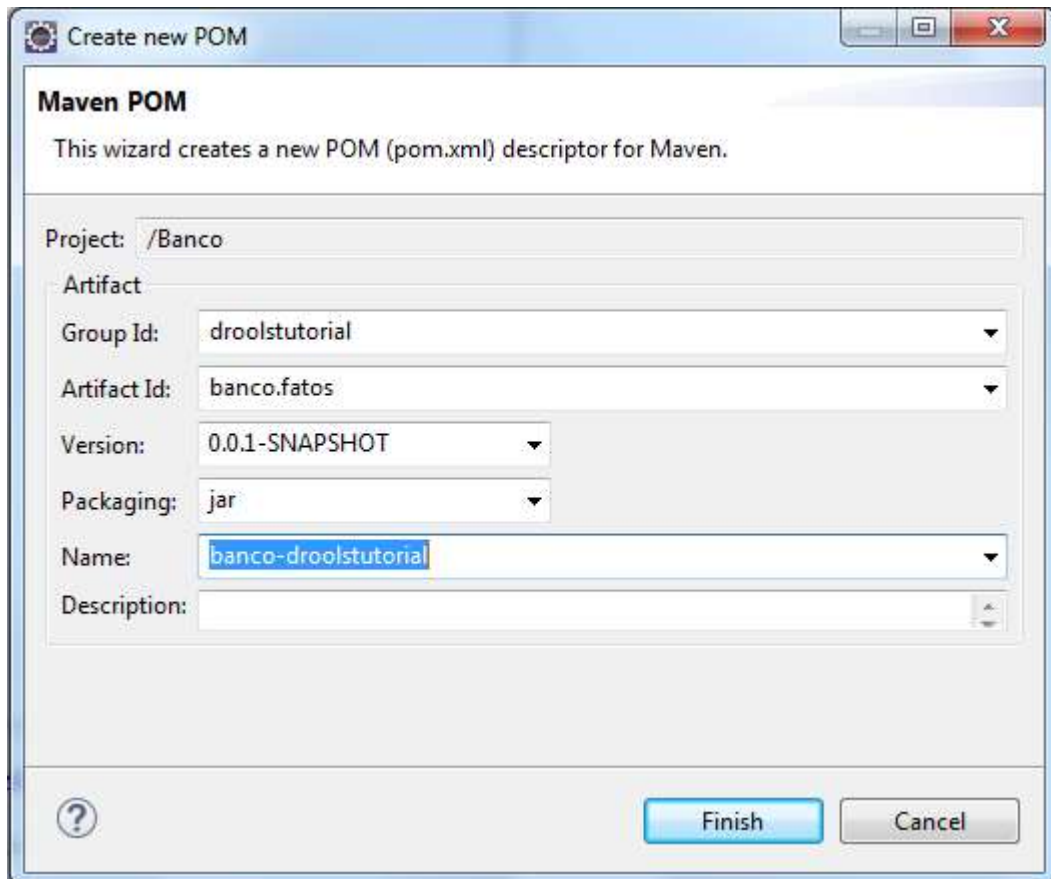 Create new POM
Maven POM
This wizard creates a new POM (pom.xml) descriptor for Maven.
Project: /Banco
Artifact
Group Id: droolstutorial
Artifact Id: banco.fatos
Version: 0.0.1-SNAPSHOT
Packaging: jar
Name: banco-droolstutorial
Description:
? Finish Cancel